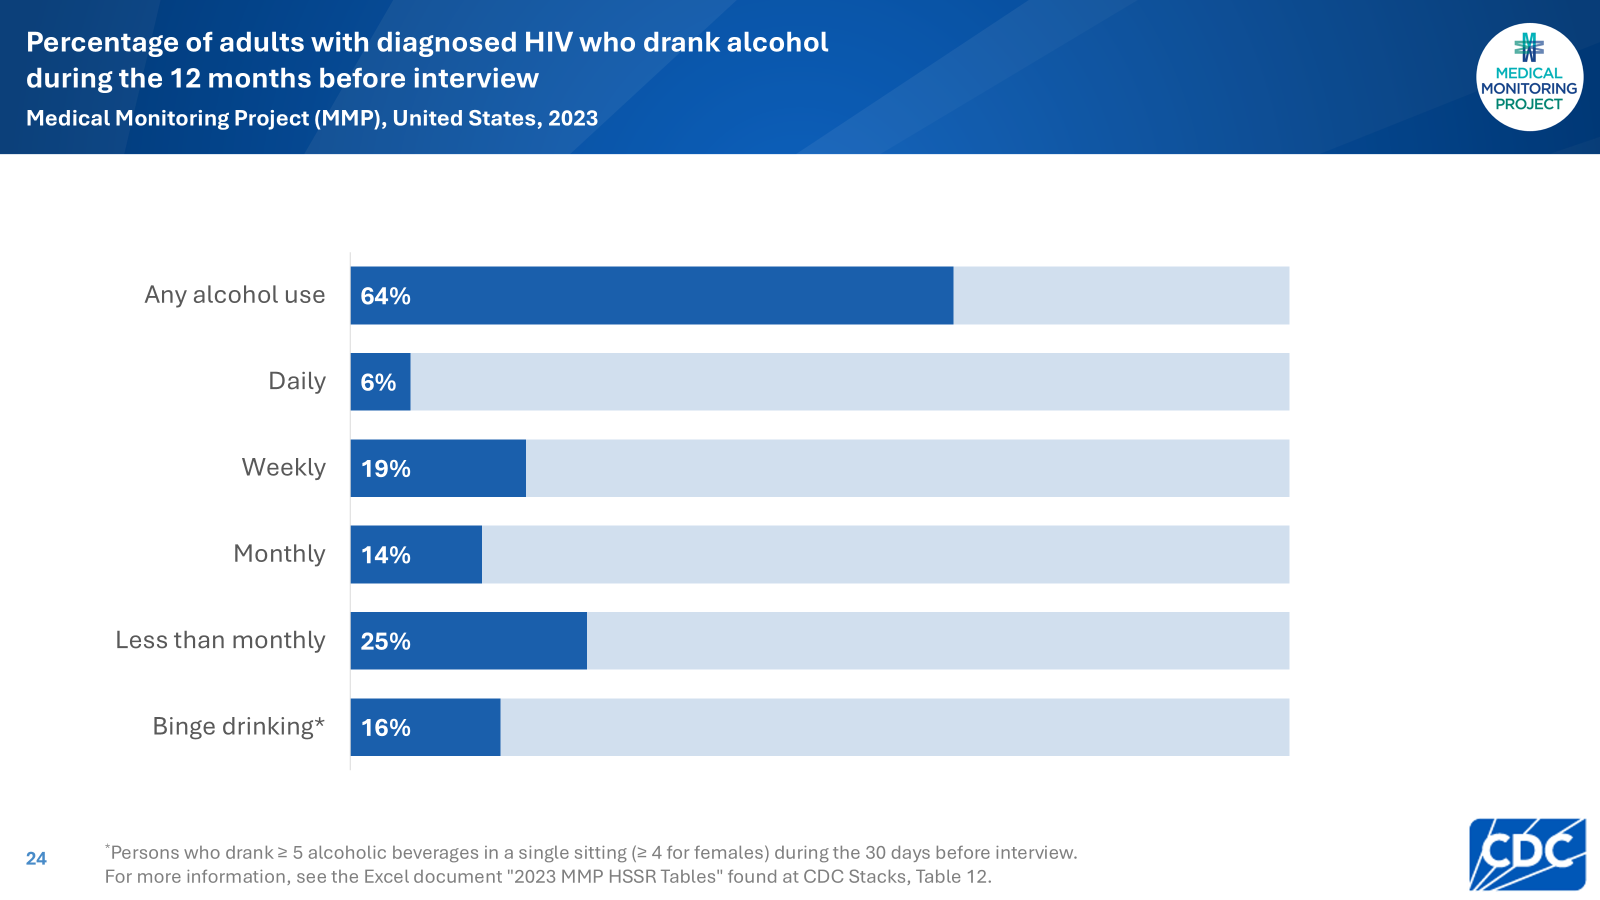 Percentage of adults with diagnosed HIV who drank alcohol
during the 12 months before interview
Medical Monitoring Project (MMP), United States, 2023
MEDICAL
MONITORING
PROJECT
Any alcohol use 64%
Daily 6%
Weekly 19%
Monthly 14%
Less than monthly 25%
Binge drinking* 16%
24
*Persons who drank ≥ 5 alcoholic beverages in a single sitting (≥ 4 for females) during the 30 days before interview.
For more information, see the Excel document "2023 MMP HSSR Tables" found at CDC Stacks, Table 12.
CDC